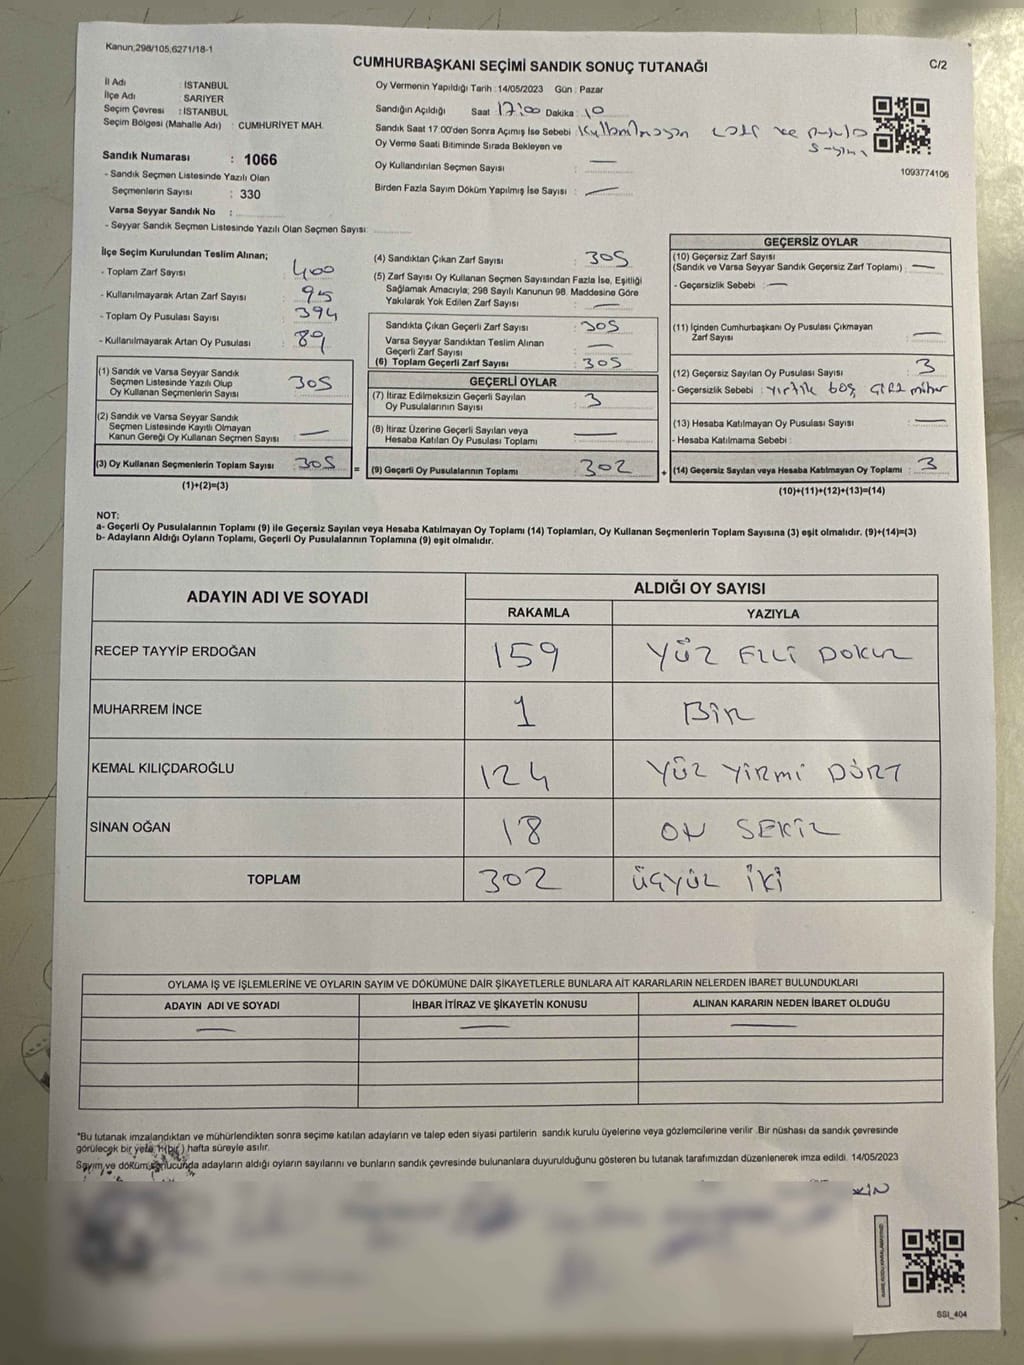 Kanun;298/105,6271/18-1
CUMHURBAŞKANI SEÇİMİ SANDIK SONUÇ TUTANAĞI
C/2
İl Adı : İSTANBUL
İlçe Adı : SARIYER
Seçim Çevresi : İSTANBUL
Seçim Bölgesi (Mahalle Adı) : CUMHURİYET MAH.
Sandık Numarası : 1066
- Sandık Seçmen Listesinde Yazılı Olan
Seçmenlerin Sayısı : 330
Varsa Seyyar Sandık No :
- Seyyar Sandık Seçmen Listesinde Yazılı Olan Seçmen Sayısı:
Oy Vermenin Yapıldığı Tarih :14/05/2023 Gün : Pazar
Sandığın Açıldığı Saat 17:00 Dakika : 10
Sandık Saat 17:00'den Sonra Açımış İse Sebebi Kullanılmayan ve pusula
sayımı
Oy Verme Saati Bitiminde Sırada Bekleyen ve
Oy Kullandırılan Seçmen Sayısı : —
Birden Fazla Sayım Döküm Yapılmış İse Sayısı : —
1093774106
İlçe Seçim Kurulundan Teslim Alınan;
- Toplam Zarf Sayısı : 400
- Kullanılmayarak Artan Zarf Sayısı : 95
- Toplam Oy Pusulası Sayısı : 394
- Kullanılmayarak Artan Oy Pusulası : 89
(1) Sandık ve Varsa Seyyar Sandık
Seçmen Listesinde Yazılı Olup
Oy Kullanan Seçmenlerin Sayısı : 305
(2) Sandık ve Varsa Seyyar Sandık
Seçmen Listesinde Kayıtlı Olmayan
Kanun Gereği Oy Kullanan Seçmen Sayısı : —
(3) Oy Kullanan Seçmenlerin Toplam Sayısı : 305
(1)+(2)=(3)
(4) Sandıktan Çıkan Zarf Sayısı : 305
(5) Zarf Sayısı Oy Kullanan Seçmen Sayısından Fazla İse, Eşitliği
Sağlamak Amacıyla; 298 Sayılı Kanunun 98. Maddesine Göre
Yakılarak Yok Edilen Zarf Sayısı : —
Sandıkta Çıkan Geçerli Zarf Sayısı : 305
Varsa Seyyar Sandıktan Teslim Alınan
Geçerli Zarf Sayısı : —
(6) Toplam Geçerli Zarf Sayısı : 305
GEÇERLİ OYLAR
(7) İtiraz Edilmeksizin Geçerli Sayılan
Oy Pusulalarının Sayısı : 3
(8) İtiraz Üzerine Geçerli Sayılan veya
Hesaba Katılan Oy Pusulası Toplamı : —
= (9) Geçerli Oy Pusulalarının Toplamı : 302
GEÇERSİZ OYLAR
(10) Geçersiz Zarf Sayısı
(Sandık ve Varsa Seyyar Sandık Geçersiz Zarf Toplamı) : —
- Geçersizlik Sebebi : —
(11) İçinden Cumhurbaşkanı Oy Pusulası Çıkmayan
Zarf Sayısı : —
(12) Geçersiz Sayılan Oy Pusulası Sayısı : 3
- Geçersizlik Sebebi : yırtık boş mühür
(13) Hesaba Katılmayan Oy Pusulası Sayısı : —
- Hesaba Katılmama Sebebi :
+ (14) Geçersiz Sayılan veya Hesaba Katılmayan Oy Toplamı : 3
(10)+(11)+(12)+(13)=(14)
NOT:
a- Geçerli Oy Pusulalarının Toplamı (9) ile Geçersiz Sayılan veya Hesaba Katılmayan Oy Toplamı (14) Toplamları, Oy Kullanan Seçmenlerin Toplam Sayısına (3) eşit olmalıdır. (9)+(14)=(3)
b- Adayların Aldığı Oyların Toplamı, Geçerli Oy Pusulalarının Toplamına (9) eşit olmalıdır.
ADAYIN ADI VE SOYADI
ALDIĞI OY SAYISI
RAKAMLA YAZIYLA
RECEP TAYYİP ERDOĞAN 159 YÜZ ELLİ DOKUZ
MUHARREM İNCE 1 BİR
KEMAL KILIÇDAROĞLU 124 YÜZ YİRMİ DÖRT
SİNAN OĞAN 18 ON SEKİZ
TOPLAM 302 ÜÇYÜZ İKİ
OYLAMA İŞ VE İŞLEMLERİNE VE OYLARIN SAYIM VE DÖKÜMÜNE DAİR ŞİKAYETLERLE BUNLARA AİT KARARLARIN NELERDEN İBARET BULUNDUKLARI
ADAYIN ADI VE SOYADI İHBAR İTİRAZ VE ŞİKAYETİN KONUSU ALINAN KARARIN NEDEN İBARET OLDUĞU
— — —
*Bu tutanak imzalandıktan ve mühürlendikten sonra seçime katılan adayların ve talep eden siyasi partilerin sandık kurulu üyelerine veya gözlemcilerine verilir .Bir nüshası da sandık çevresinde
görülecek bir yere 1(bir) hafta süreyle asılır.
Sayım ve döküm sonucunda adayların aldığı oyların sayılarını ve bunların sandık çevresinde bulunanlara duyurulduğunu gösteren bu tutanak tarafımızdan düzenlenerek imza edildi. 14/05/2023
SSI_404